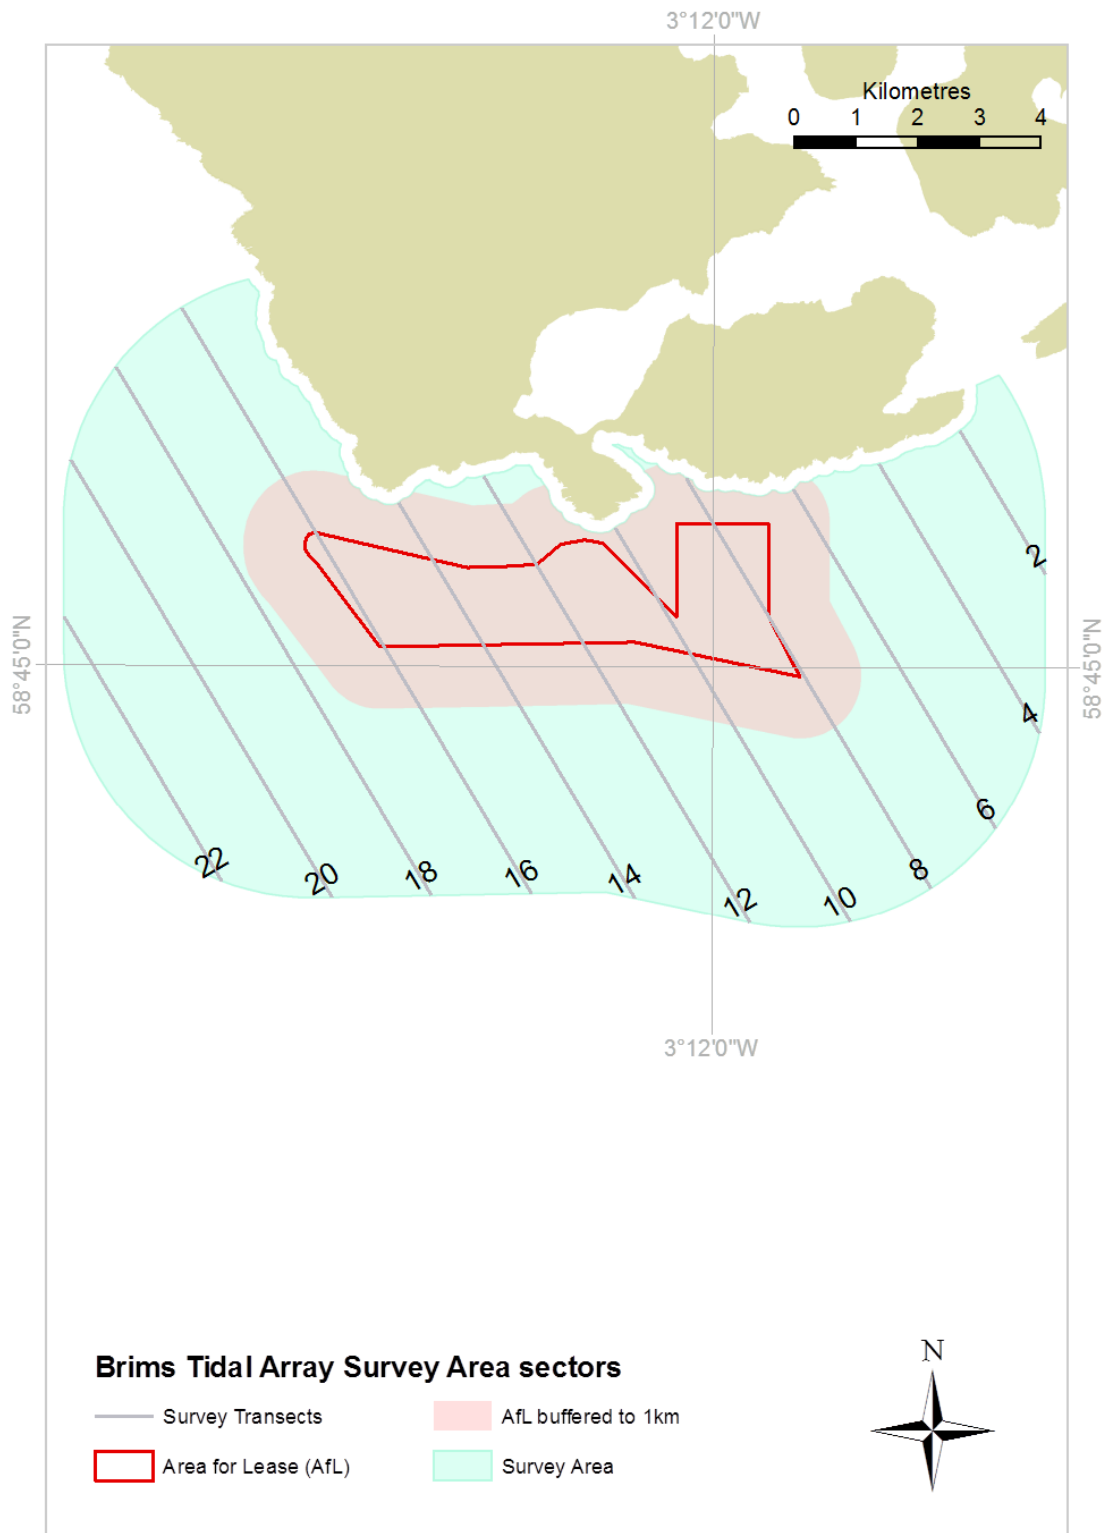 3°12'0"W
Kilometres
0 1 2 3 4
2
58°45'0"N
58°45'0"N
4
6
22 20 18 16 14 12 10 8
3°12'0"W
Brims Tidal Array Survey Area sectors
N
Survey Transects
AfL buffered to 1km
Area for Lease (AfL)
Survey Area